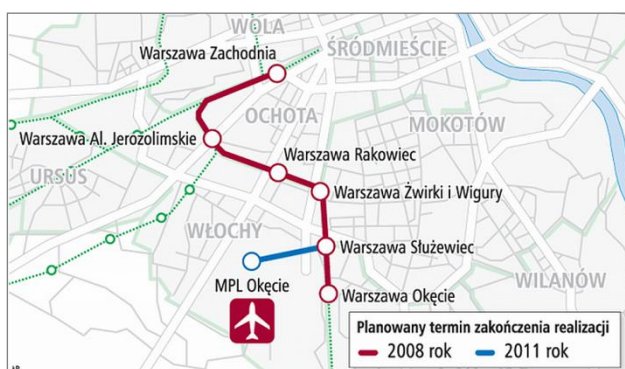 WOLA
Warszawa Zachodnia
ŚRÓDMIEŚCIE
OCHOTA
MOKOTÓW
Warszawa Al. Jerozolimskie
Warszawa Rakowiec
URSUS
Warszawa Żwirki i Wigury
WŁOCHY
Warszawa Służewiec
MPL Okęcie
WILANÓW
Warszawa Okęcie
Planowany termin zakończenia realizacji
2008 rok 2011 rok